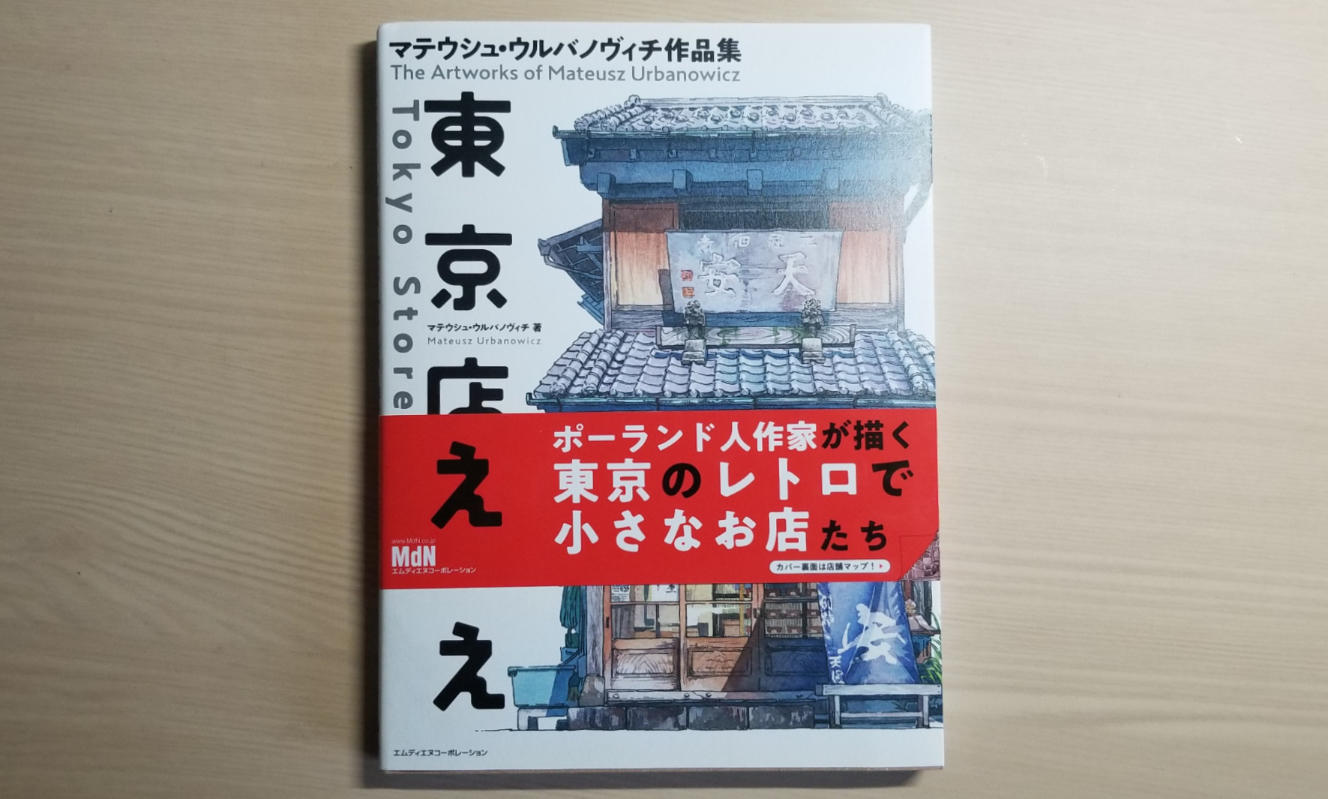 マテウシュ・ウルバノヴィチ作品集
The Artworks of Mateusz Urbanowicz
東京店
Tokyo Store
マテウシュ・ウルバノヴィチ 著
Mateusz Urbanowicz
天安
ポーランド人作家が描く
東京のレトロで
小さなお店たち
カバー裏面は店舗マップ！
え
www.MdN.co.jp
MdN
エムディエヌコーポレーション
え
安
エムディエヌコーポレーション